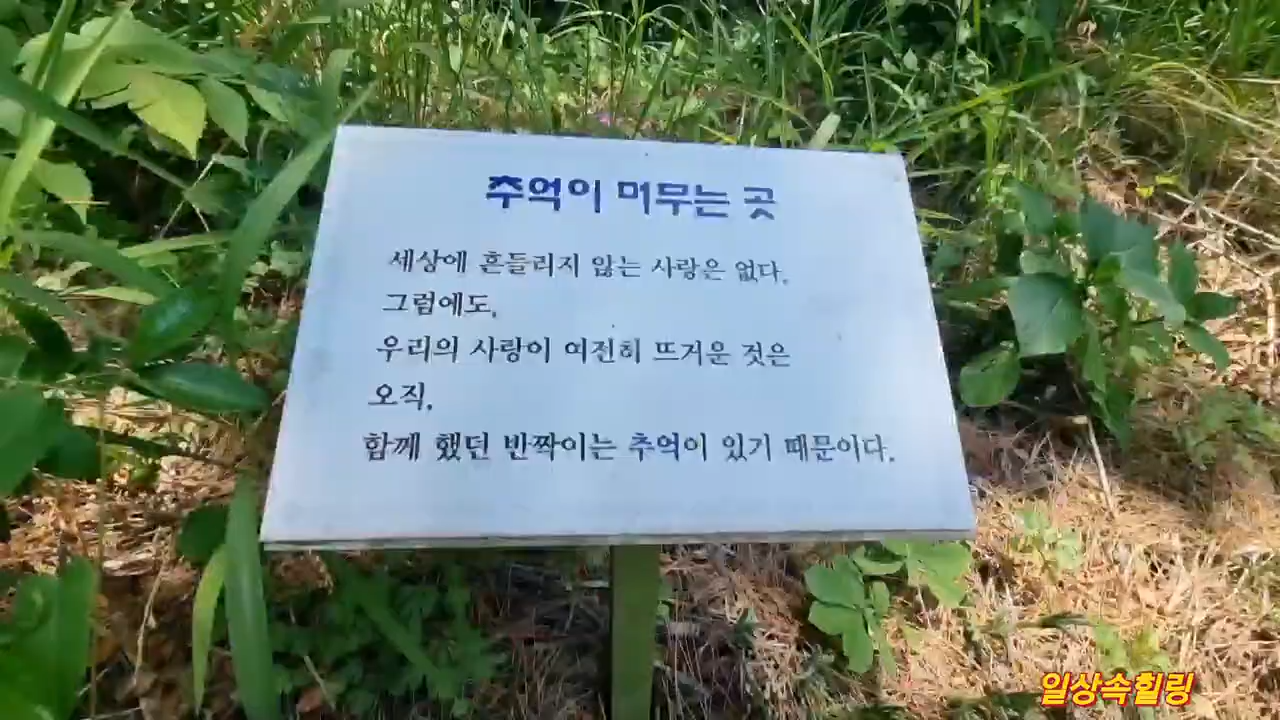 추억이 머무는 곳
세상에 흔들리지 않는 사랑은 없다.
그럼에도,
우리의 사랑이 여전히 뜨거운 것은
오직,
함께 했던 반짝이는 추억이 있기 때문이다.
일상속힐링